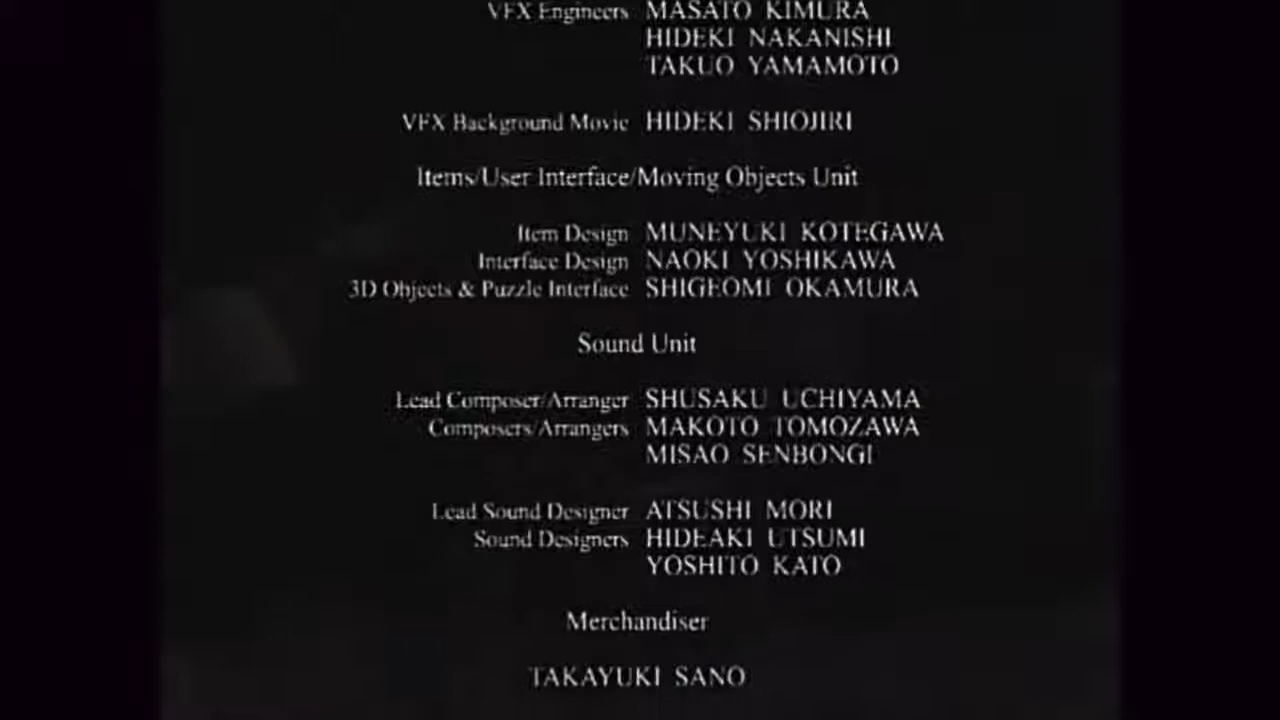 VFX Engineers MASATO KIMURA
HIDEKI NAKANISHI
TAKUO YAMAMOTO
VFX Background Movie HIDEKI SHIOJIRI
Items/User Interface/Moving Objects Unit
Item Design MUNEYUKI KOTEGAWA
Interface Design NAOKI YOSHIKAWA
3D Objects & Puzzle Interface SHIGEOMI OKAMURA
Sound Unit
Lead Composer/Arranger SHUSAKU UCHIYAMA
Composers/Arrangers MAKOTO TOMOZAWA
MISAO SENBONGI
Lead Sound Designer ATSUSHI MORI
Sound Designers HIDEAKI UTSUMI
YOSHITO KATO
Merchandiser
TAKAYUKI SANO